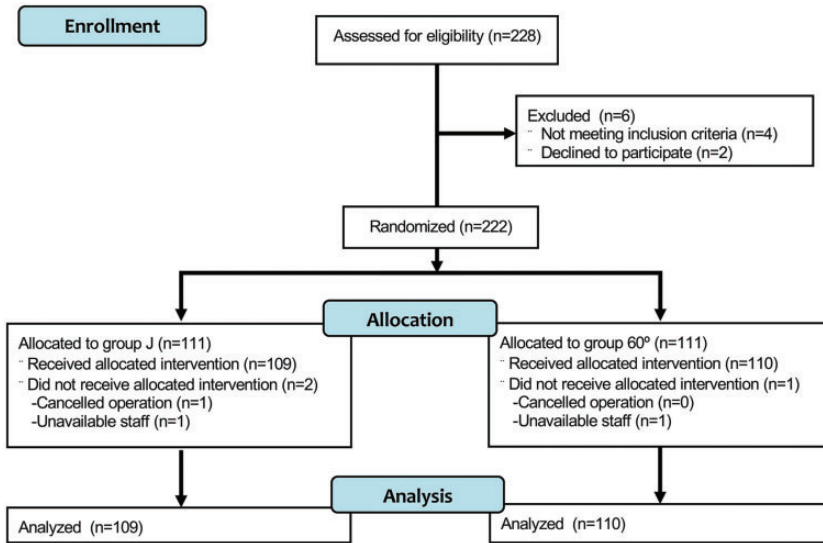 Enrollment
Assessed for eligibility (n=228)
Excluded (n=6)
¨ Not meeting inclusion criteria (n=4)
¨ Declined to participate (n=2)
Randomized (n=222)
Allocation
Allocated to group J (n=111)
¨ Received allocated intervention (n=109)
¨ Did not receive allocated intervention (n=2)
-Cancelled operation (n=1)
-Unavailable staff (n=1)
Allocated to group 60º (n=111)
¨ Received allocated intervention (n=110)
¨ Did not receive allocated intervention (n=1)
-Cancelled operation (n=0)
-Unavailable staff (n=1)
Analysis
Analyzed (n=109)
Analyzed (n=110)